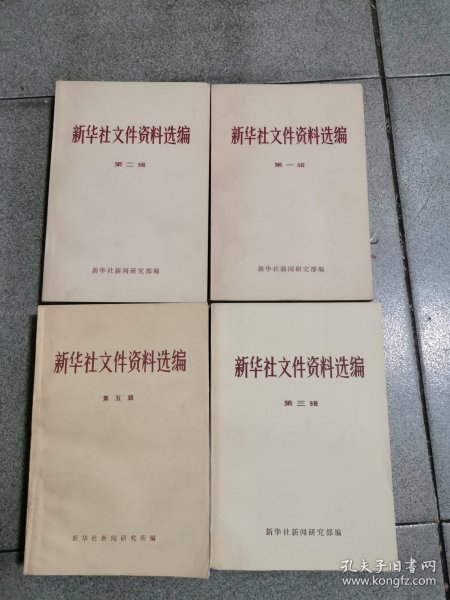 新华社文件资料选编
第二辑
新华社新闻研究部编
新华社文件资料选编
第一辑
新华社新闻研究部编
新华社文件资料选编
第五辑
新华社新闻研究所编
新华社文件资料选编
第三辑
新华社新闻研究部编
孔夫子旧书网
www.kongfz.com